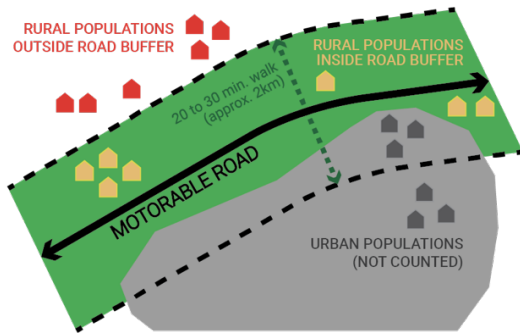 RURAL POPULATIONS
OUTSIDE ROAD BUFFER
RURAL POPULATIONS
INSIDE ROAD BUFFER
20 to 30 min. walk
(approx. 2km)
MOTORABLE ROAD
URBAN POPULATIONS
(NOT COUNTED)